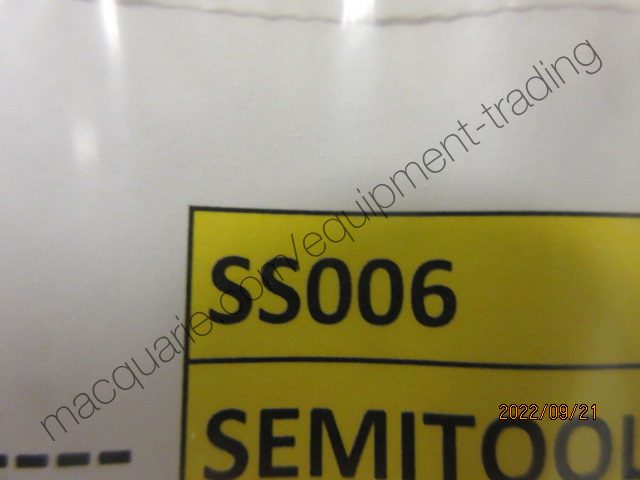 macquarie.com/equipment-trading
SS006
SEMITOOL
2022/09/21
----